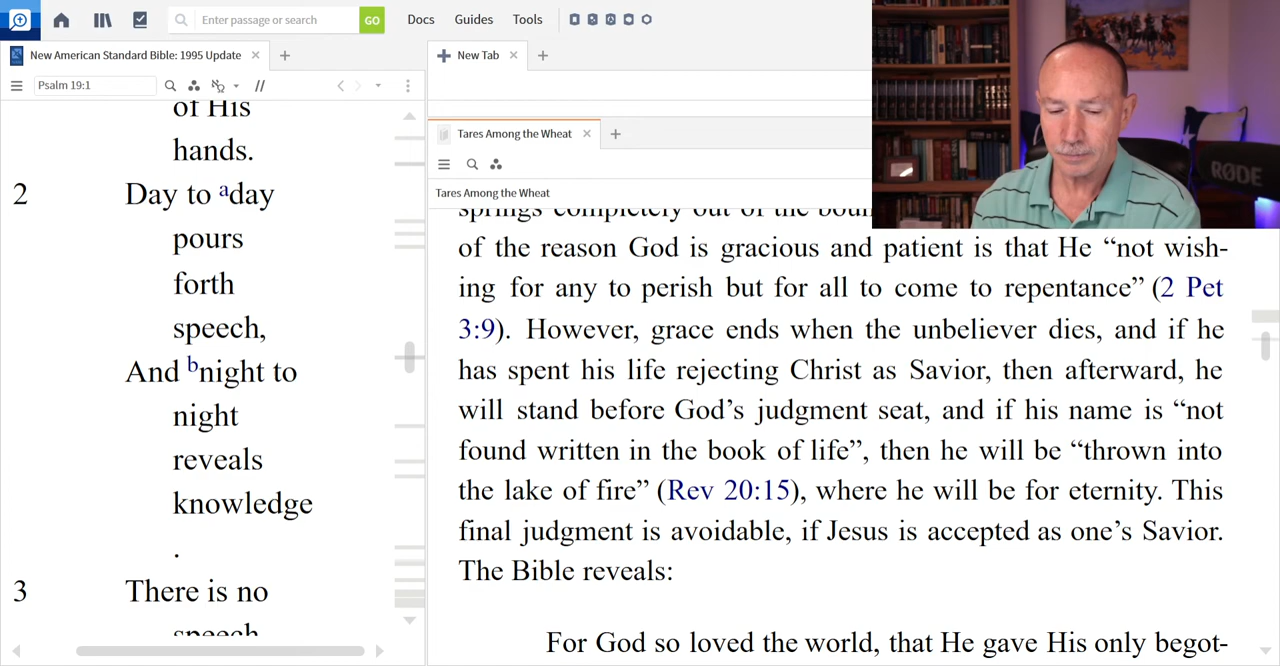 Enter passage or search
GO
Docs
Guides
Tools
New American Standard Bible: 1995 Update
Psalm 19:1
of His
hands.
2 Day to aday
pours
forth
speech,
And bnight to
night
reveals
knowledge
.
3 There is no
speech
New Tab
Tares Among the Wheat
Tares Among the Wheat
springs completely out of the
of the reason God is gracious and patient is that He “not wish-
ing for any to perish but for all to come to repentance” (2 Pet
3:9). However, grace ends when the unbeliever dies, and if he
has spent his life rejecting Christ as Savior, then afterward, he
will stand before God’s judgment seat, and if his name is “not
found written in the book of life”, then he will be “thrown into
the lake of fire” (Rev 20:15), where he will be for eternity. This
final judgment is avoidable, if Jesus is accepted as one’s Savior.
The Bible reveals:
For God so loved the world, that He gave His only begot-
RØDE